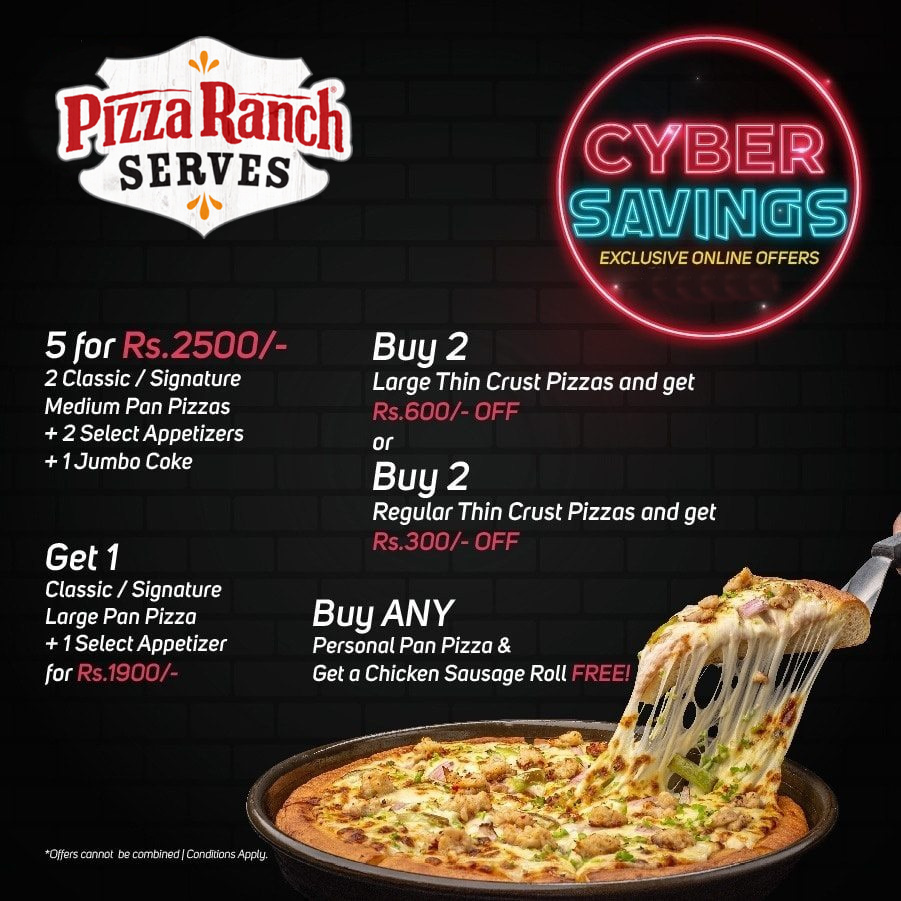 Pizza Ranch®
SERVES
CYBER
SAVINGS
EXCLUSIVE ONLINE OFFERS
5 for Rs.2500/-
2 Classic / Signature
Medium Pan Pizzas
+ 2 Select Appetizers
+ 1 Jumbo Coke
Get 1
Classic / Signature
Large Pan Pizza
+ 1 Select Appetizer
for Rs.1900/-
Buy 2
Large Thin Crust Pizzas and get
Rs.600/- OFF
or
Buy 2
Regular Thin Crust Pizzas and get
Rs.300/- OFF
Buy ANY
Personal Pan Pizza &
Get a Chicken Sausage Roll FREE!
*Offers cannot be combined | Conditions Apply.